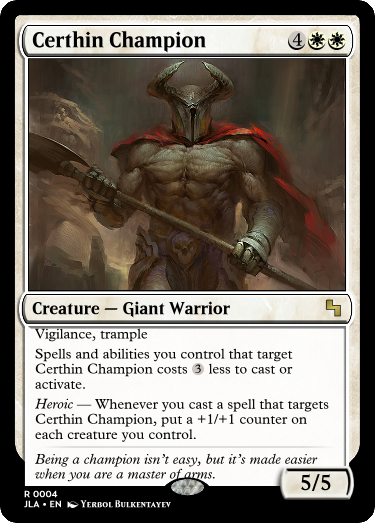 Certhin Champion 4
Creature — Giant Warrior
Vigilance, trample
Spells and abilities you control that target
Certhin Champion costs 3 less to cast or
activate.
Heroic — Whenever you cast a spell that targets
Certhin Champion, put a +1/+1 counter on
each creature you control.
Being a champion isn't easy, but it's made easier
when you are a master of arms.
5/5
R 0004
JLA • EN Yerbol Bulkentayev